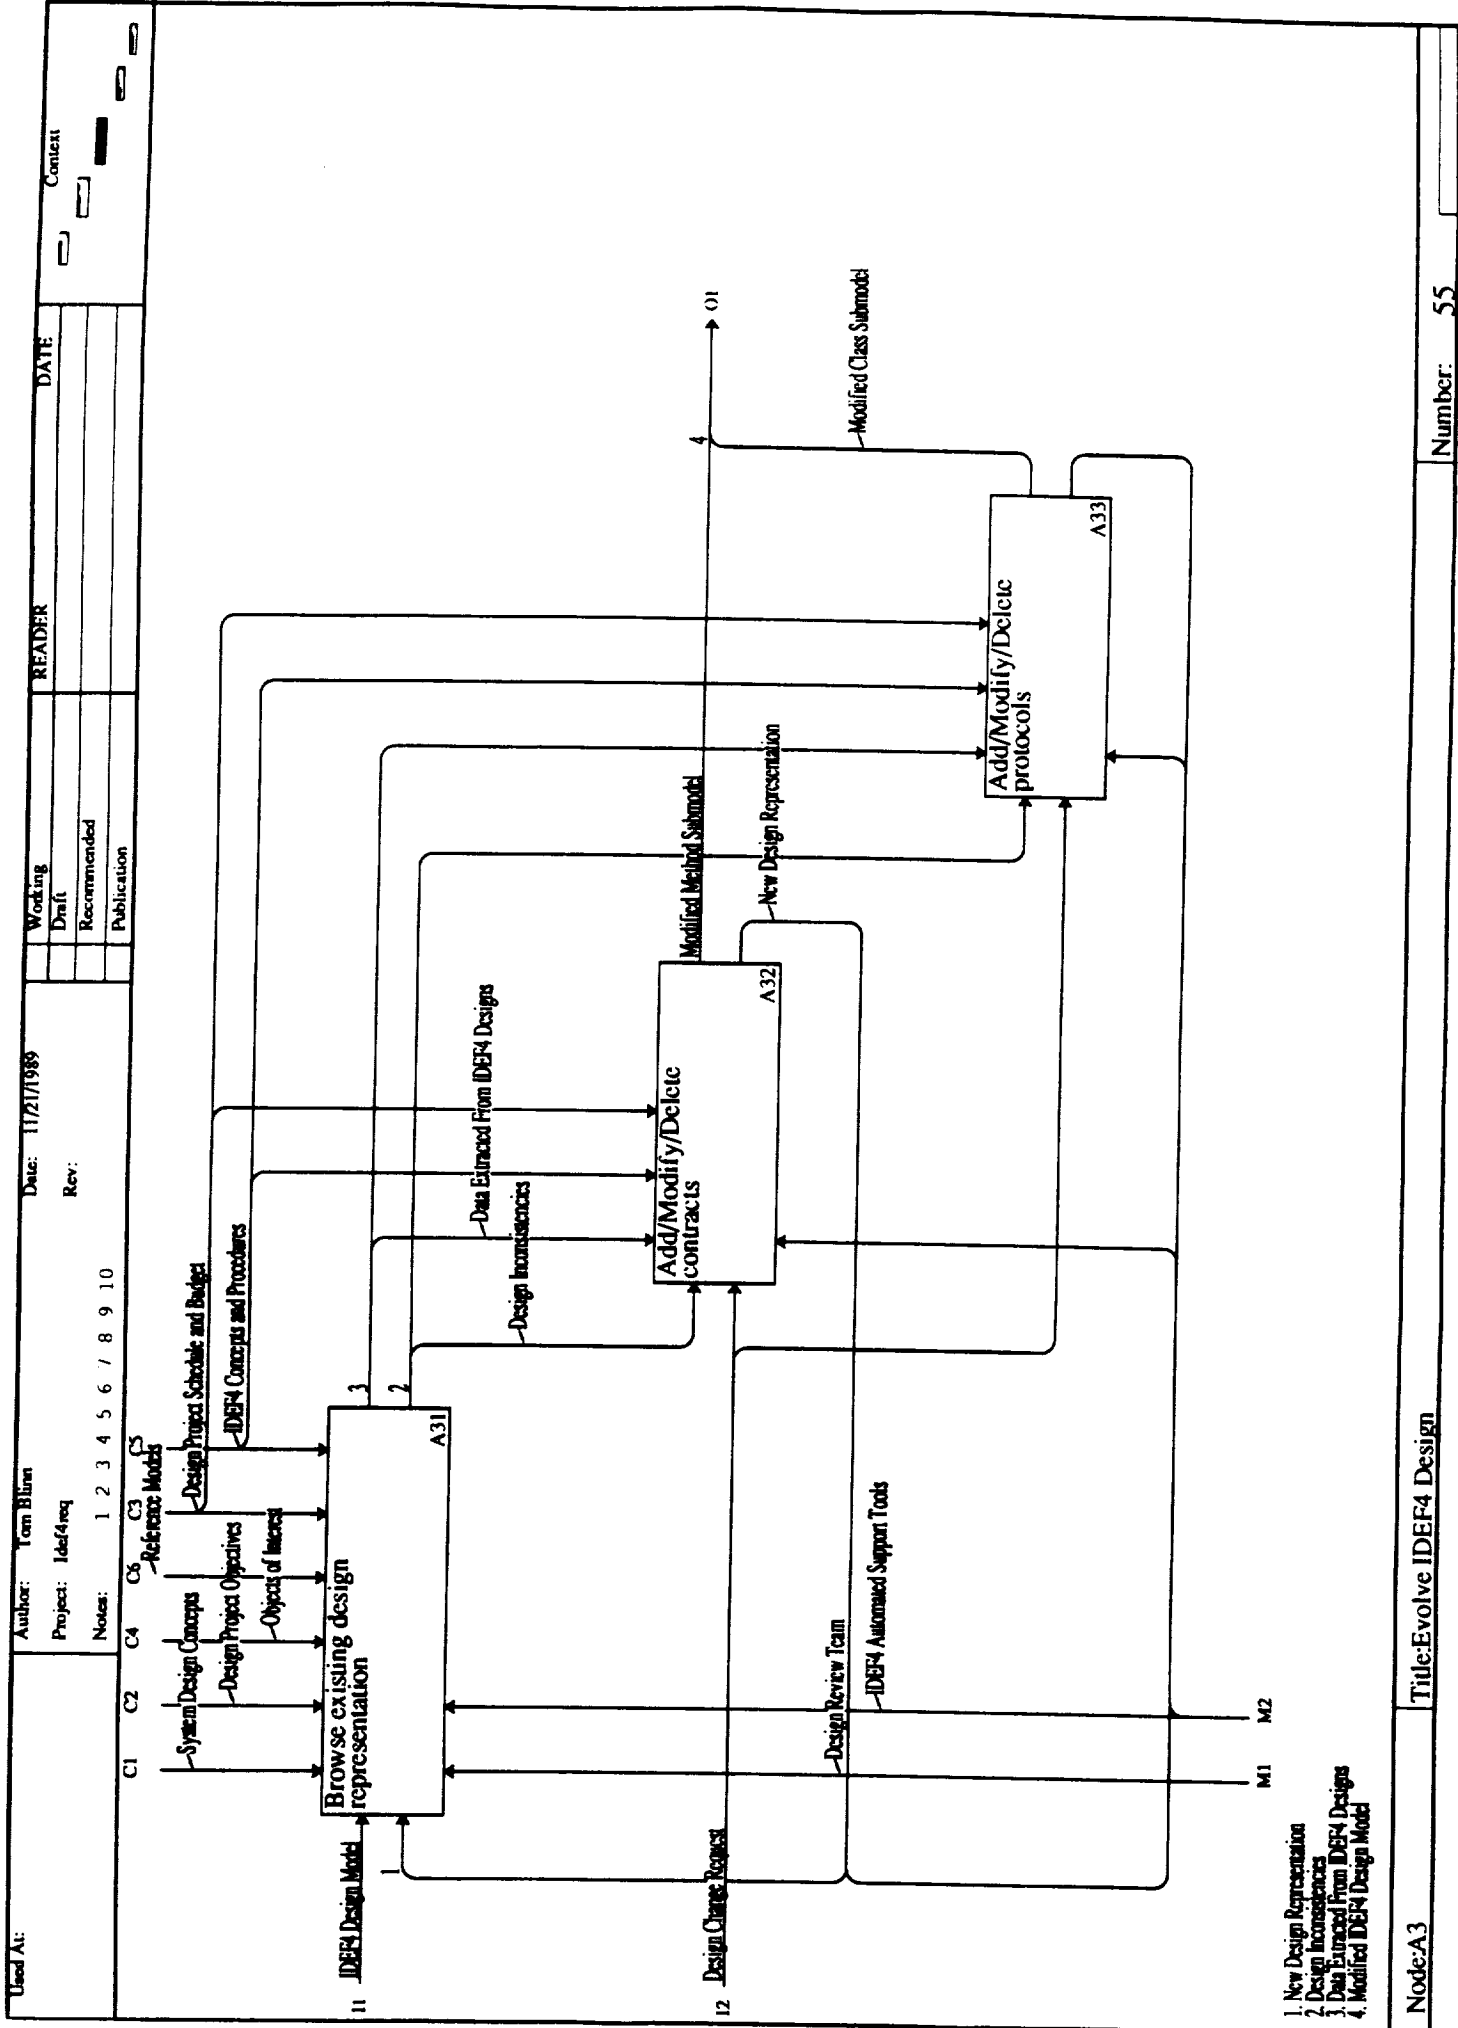 Used At:
Author: Tom Blinn
Date: 11/21/1989
Working
READER
DATE
Context
Project: Idef4req
Rev:
Draft
Recommended
Notes: 1 2 3 4 5 6 7 8 9 10
Publication
C1
C2
C4
C6
C3
C5
Reference Models
System Design Concepts
Design Project Objectives
Objects of Interest
Design Project Schedule and Budget
IDEF4 Concepts and Procedures
I1
IDEF4 Design Model
1
Browse existing design
representation
A31
3
2
Data Extracted From IDEF4 Designs
Design Inconsistencies
Add/Modify/Delete
contracts
A32
Modified Method Submodel
New Design Representation
4
O1
Modified Class Submodel
I2
Design Change Request
Design Review Team
IDEF4 Automated Support Tools
Add/Modify/Delete
protocols
A33
M1
M2
1. New Design Representation
2. Design Inconsistencies
3. Data Extracted From IDEF4 Designs
4. Modified IDEF4 Design Model
Node:A3
Title:Evolve IDEF4 Design
Number: 55